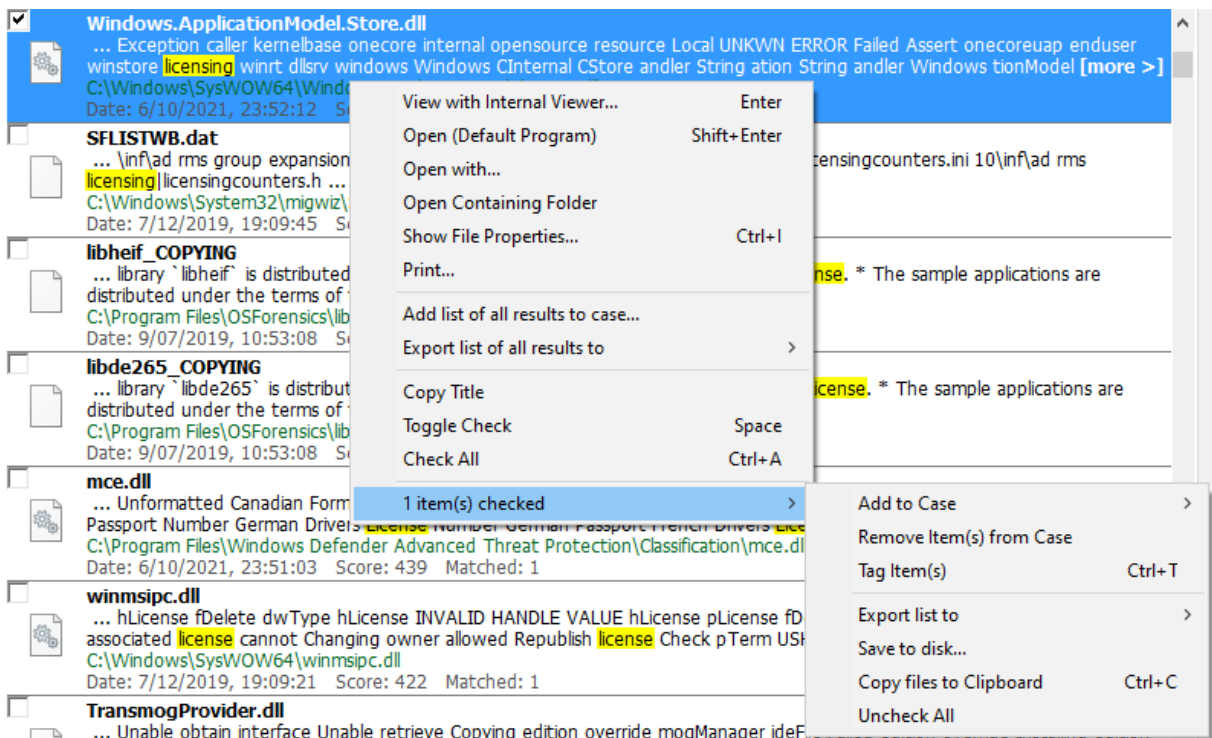 Windows.ApplicationModel.Store.dll
... Exception caller kernelbase onecore internal opensource resource Local UNKWN ERROR Failed Assert onecoreuap enduser
winstore licensing winrt dllsrv windows Windows CInternal CStore andler String ation String andler Windows tionModel [more >]
C:\Windows\SysWOW64\Windo
Date: 6/10/2021, 23:52:12
SFLISTWB.dat
... \inf\ad rms group expansion
censingcounters.ini 10\inf\ad rms
licensing|licensingcounters.h ...
C:\Windows\System32\migwiz\
Date: 7/12/2019, 19:09:45
libheif_COPYING
... library `libheif` is distributed
nse. * The sample applications are
distributed under the terms of
C:\Program Files\OSForensics\lib
Date: 9/07/2019, 10:53:08
libde265_COPYING
... library `libde265` is distribut
icense. * The sample applications are
distributed under the terms of
C:\Program Files\OSForensics\lib
Date: 9/07/2019, 10:53:08
mce.dll
... Unformatted Canadian Form
Passport Number German Drivers License Number German Passport French Drivers Lice
C:\Program Files\Windows Defender Advanced Threat Protection\Classification\mce.dl
Date: 6/10/2021, 23:51:03 Score: 439 Matched: 1
winmsipc.dll
... hLicense fDelete dwType hLicense INVALID HANDLE VALUE hLicense pLicense fD
associated license cannot Changing owner allowed Republish license Check pTerm USH
C:\Windows\SysWOW64\winmsipc.dll
Date: 7/12/2019, 19:09:21 Score: 422 Matched: 1
TransmogProvider.dll
... Unable obtain interface Unable retrieve Copying edition override mogManager ideF
View with Internal Viewer... Enter
Open (Default Program) Shift+Enter
Open with...
Open Containing Folder
Show File Properties... Ctrl+I
Print...
Add list of all results to case...
Export list of all results to >
Copy Title
Toggle Check Space
Check All Ctrl+A
1 item(s) checked >
Add to Case >
Remove Item(s) from Case
Tag Item(s) Ctrl+T
Export list to >
Save to disk...
Copy files to Clipboard Ctrl+C
Uncheck All